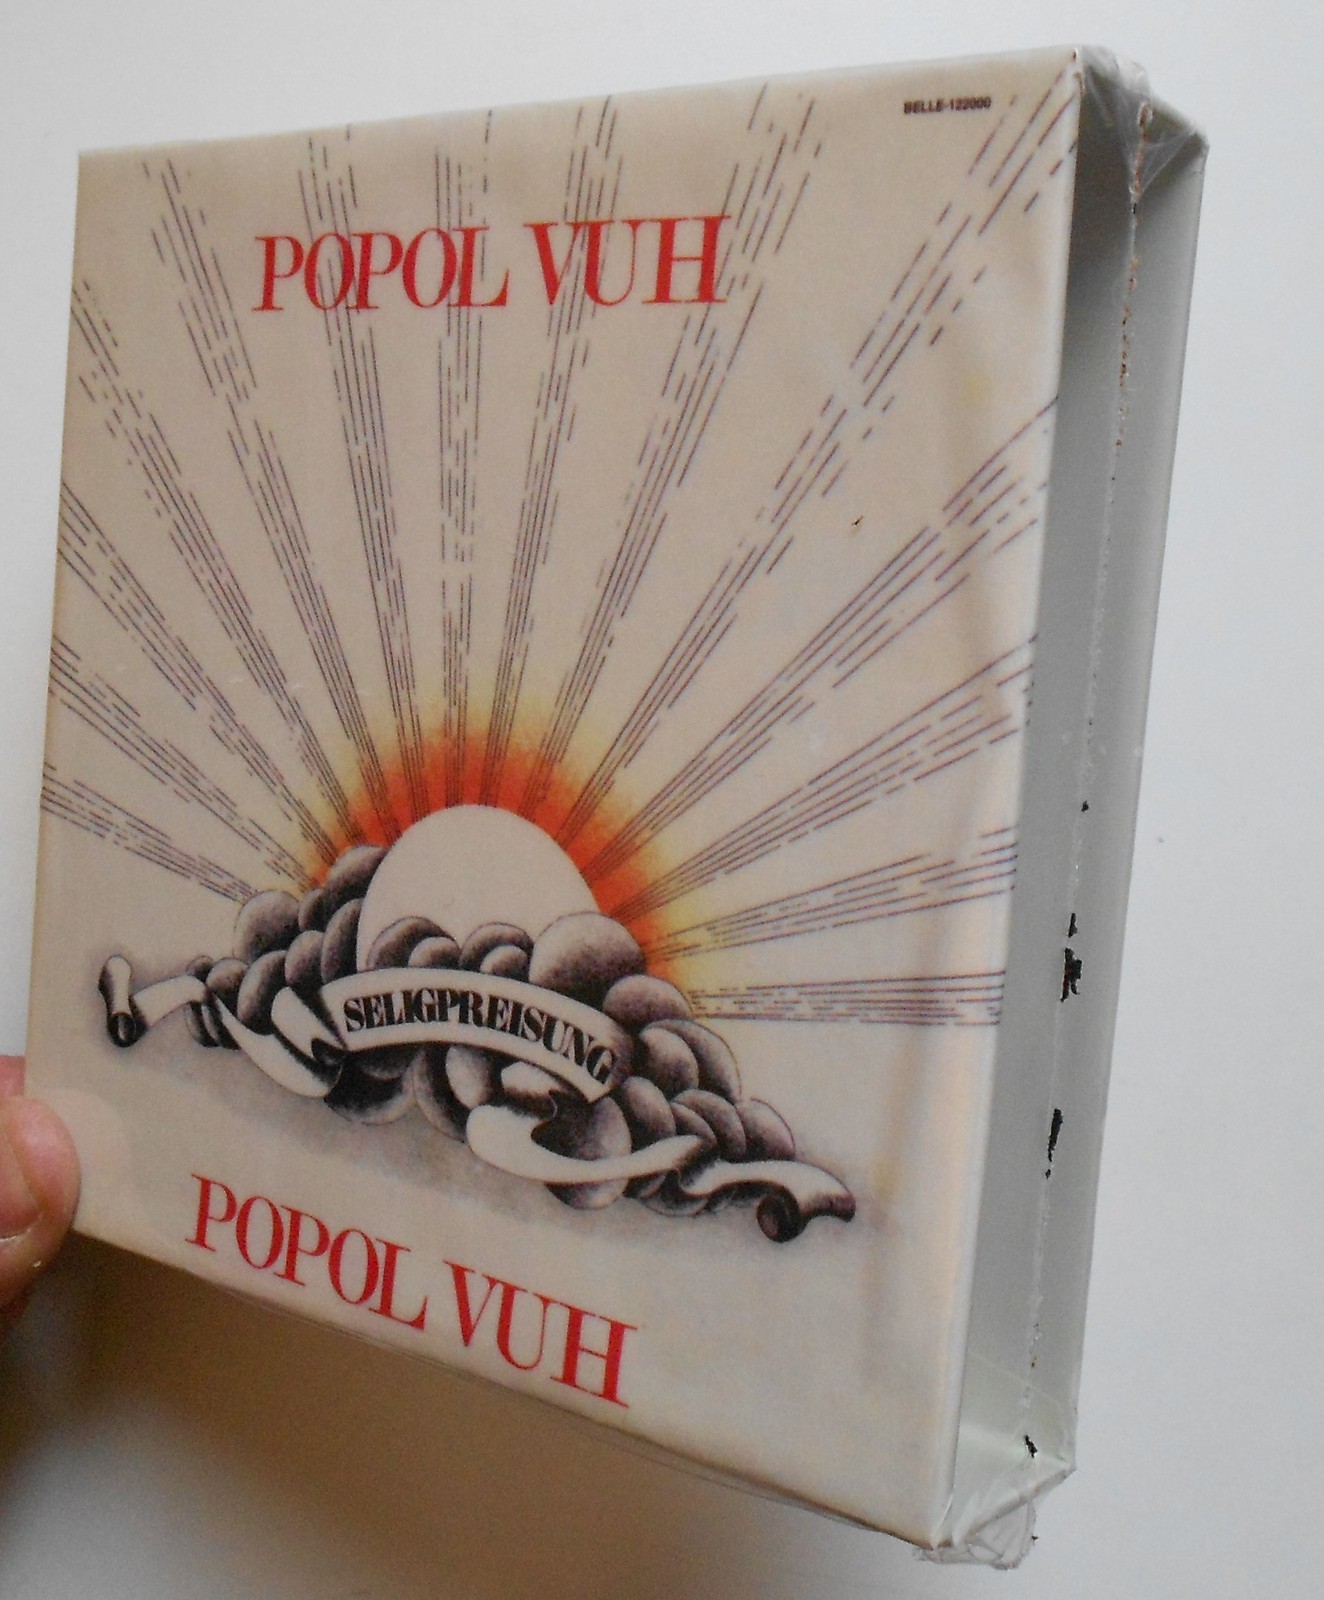 BELLE-122000
POPOL VUH
SELIGPREISUNG
POPOL VUH